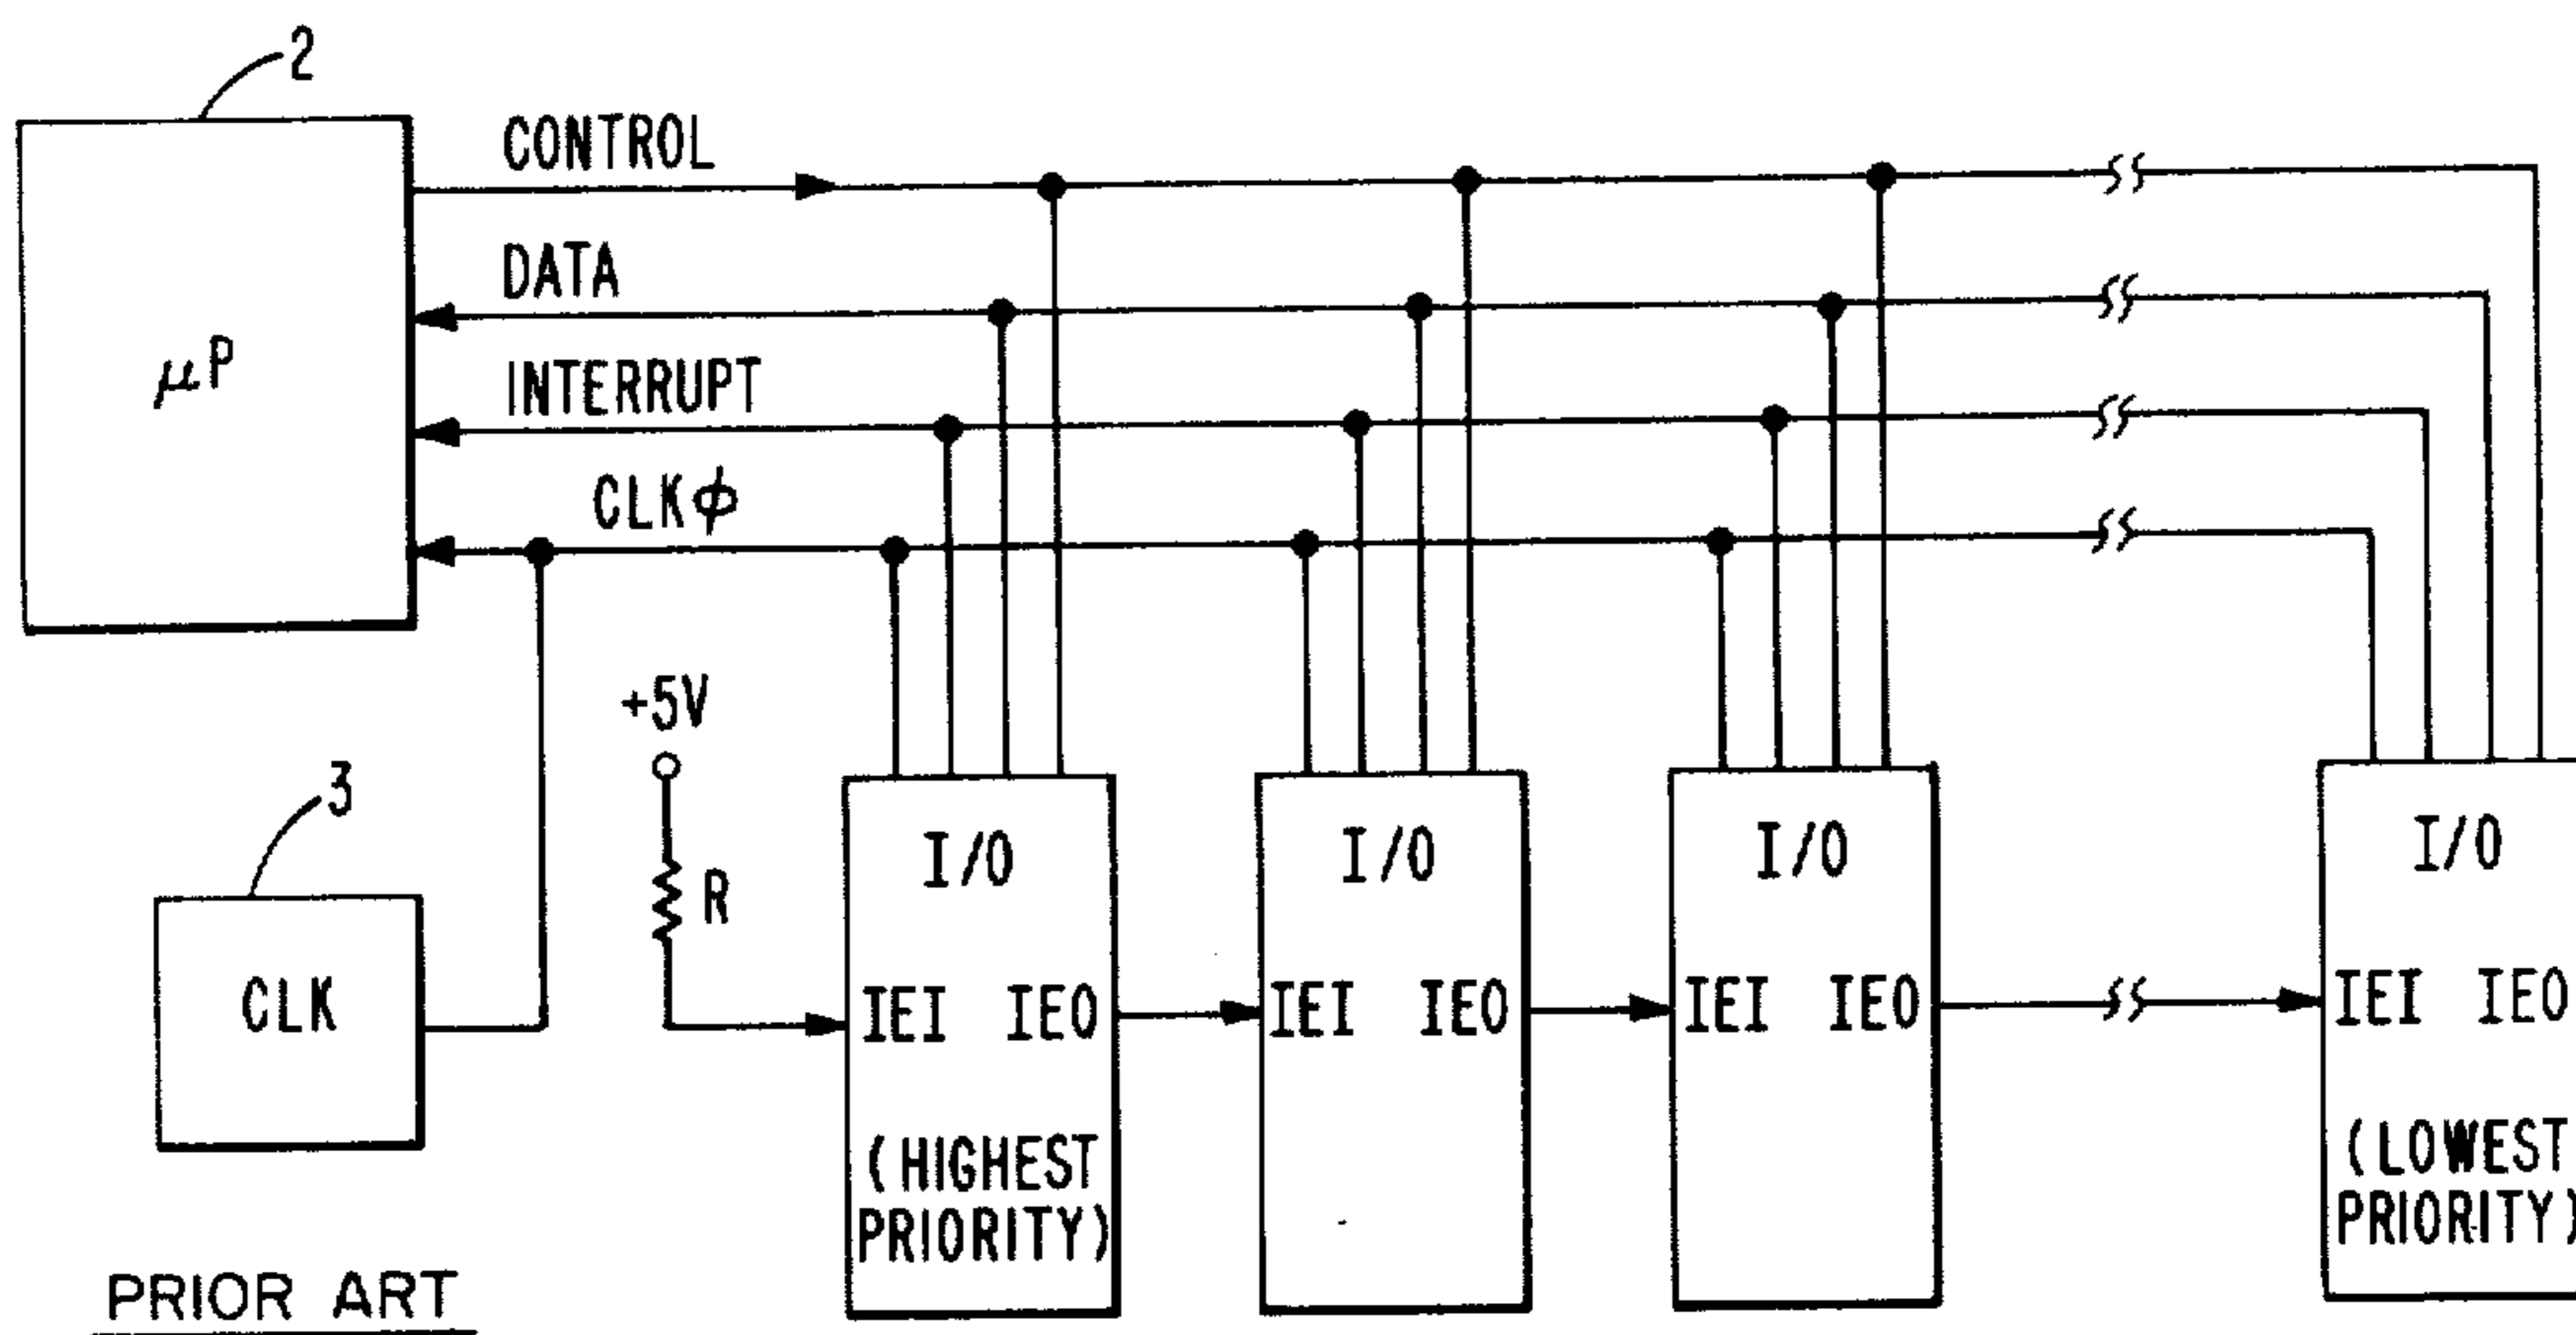 2
CONTROL
DATA
μP
INTERRUPT
CLKϕ
+5V
3
R
CLK
I/O
IEI IEO
(HIGHEST
PRIORITY)
I/O
IEI IEO
I/O
IEI IEO
I/O
IEI IEO
(LOWEST
PRIORITY)
PRIOR ART